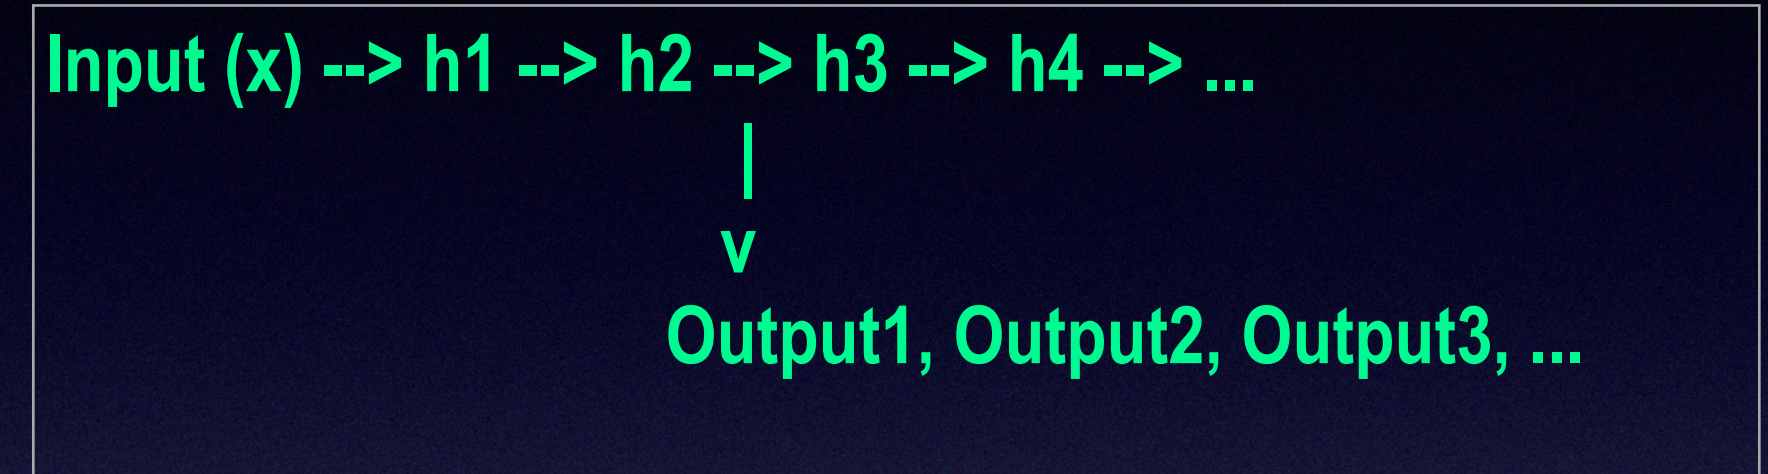 Input (x) --> h1 --> h2 --> h3 --> h4 --> ...
|
v
Output1, Output2, Output3, ...